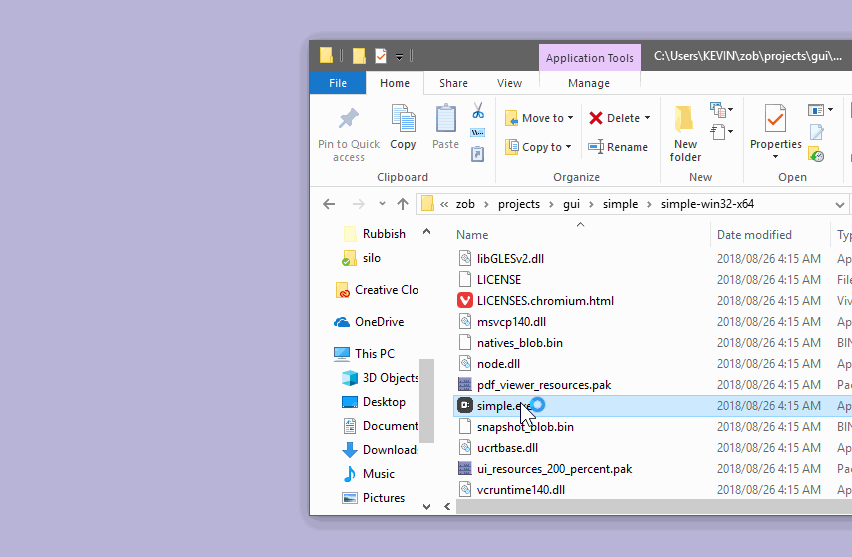 Application Tools
C:\Users\KEVIN\zob\projects\gui\...
File
Home
Share
View
Manage
Pin to Quick access
Copy
Paste
Move to
Copy to
Delete
Rename
New folder
Properties
Clipboard
Organize
New
Open
« zob > projects > gui > simple > simple-win32-x64
Rubbish
silo
Creative Clo
OneDrive
This PC
3D Objects
Desktop
Document
Download
Music
Pictures
Name Date modified Typ
libGLESv2.dll 2018/08/26 4:15 AM Ap
LICENSE 2018/08/26 4:15 AM File
LICENSES.chromium.html 2018/08/26 4:15 AM Viv
msvcp140.dll 2018/08/26 4:15 AM Ap
natives_blob.bin 2018/08/26 4:15 AM BIN
node.dll 2018/08/26 4:15 AM Ap
pdf_viewer_resources.pak 2018/08/26 4:15 AM Pa
simple.exe 2018/08/26 4:15 AM Ap
snapshot_blob.bin 2018/08/26 4:15 AM BIN
ucrtbase.dll 2018/08/26 4:15 AM Ap
ui_resources_200_percent.pak 2018/08/26 4:15 AM Pa
vcruntime140.dll 2018/08/26 4:15 AM Ap